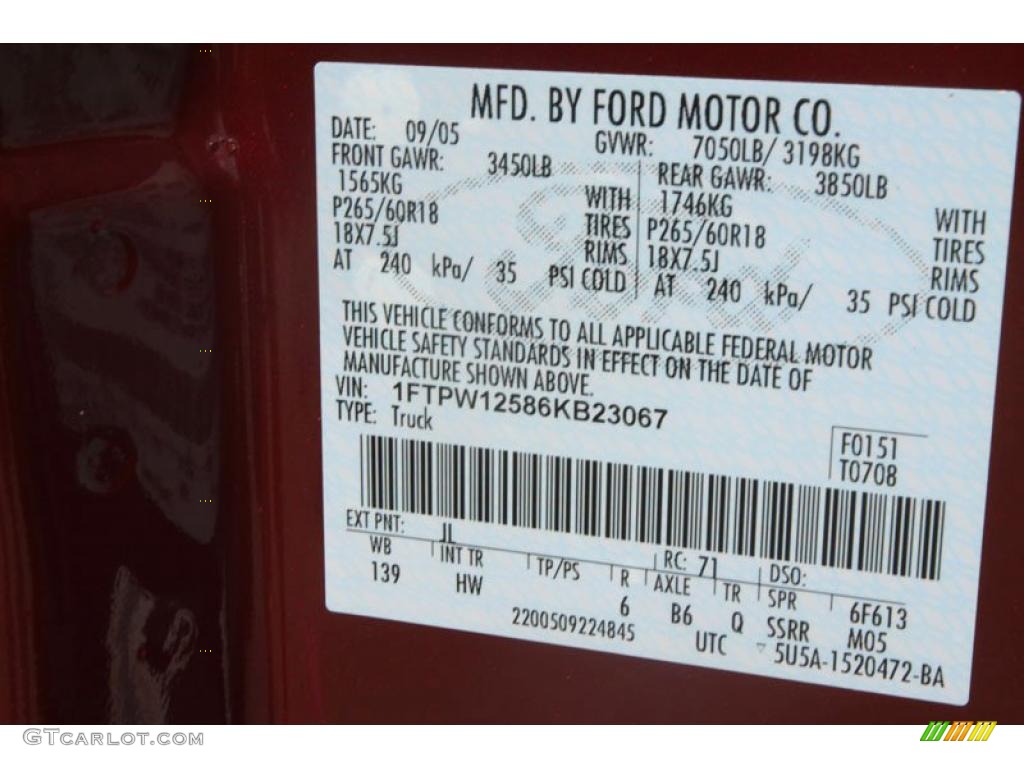 MFD. BY FORD MOTOR CO.
DATE: 09/05 GVWR: 7050LB/ 3198KG
FRONT GAWR: 3450LB REAR GAWR: 3850LB
1565KG WITH 1746KG WITH
P265/60R18 TIRES P265/60R18 TIRES
18X7.5J RIMS 18X7.5J RIMS
AT 240 kPa/ 35 PSI COLD AT 240 kPa/ 35 PSI COLD
THIS VEHICLE CONFORMS TO ALL APPLICABLE FEDERAL MOTOR
VEHICLE SAFETY STANDARDS IN EFFECT ON THE DATE OF
MANUFACTURE SHOWN ABOVE.
VIN: 1FTPW12586KB23067
TYPE: Truck
F0151
T0708
EXT PNT: JL RC: 71 DSO:
WB INT TR TP/PS R AXLE TR SPR 6F613
139 HW 6 B6 Q SSRR M05
2200509224845 UTC ▽ 5U5A-1520472-BA
Ford
GTCARLOT.COM